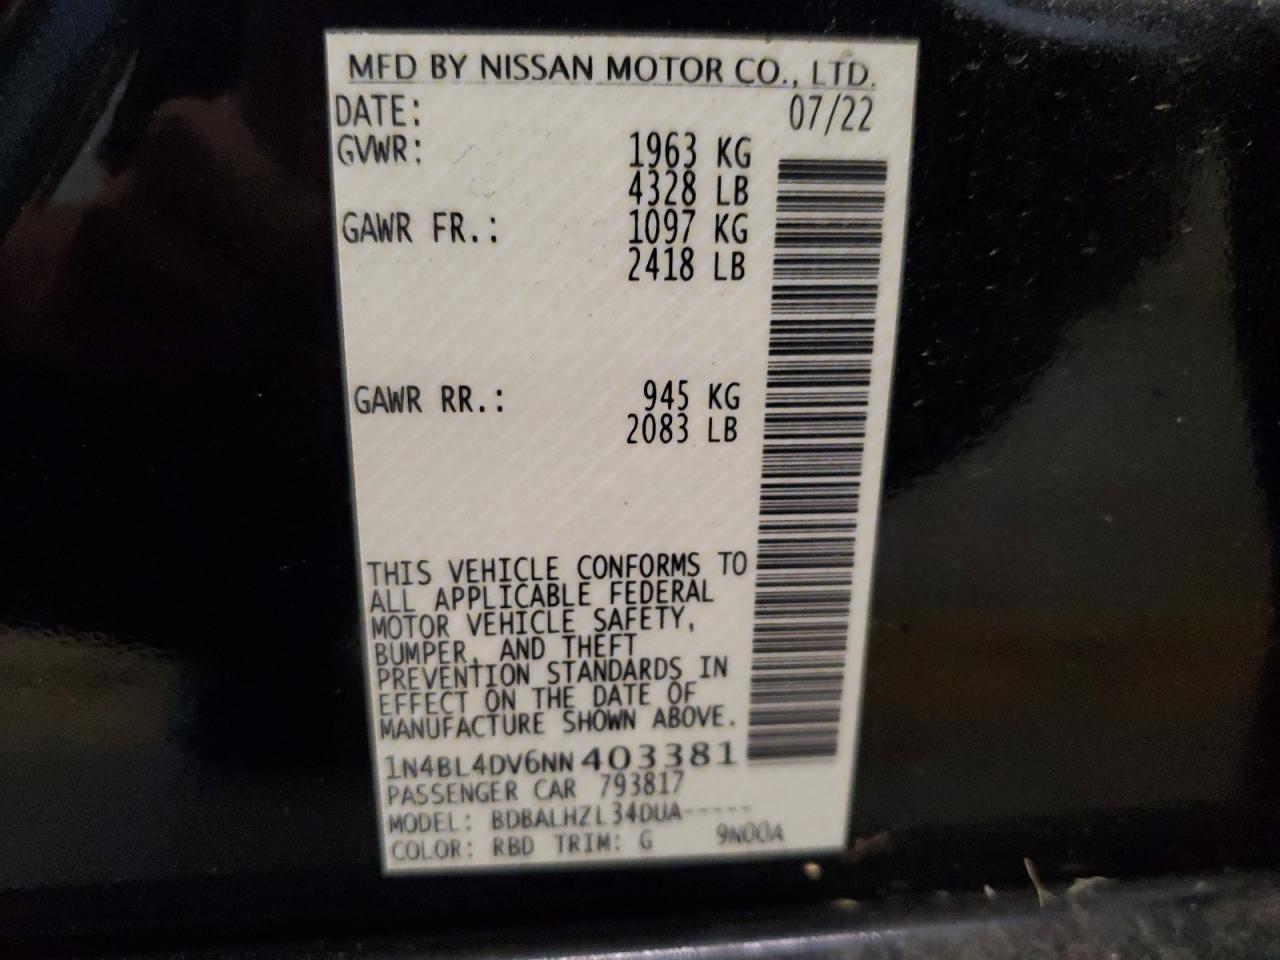 MFD BY NISSAN MOTOR CO., LTD.
DATE: 07/22
GVWR: 1963 KG
4328 LB
GAWR FR.: 1097 KG
2418 LB
GAWR RR.: 945 KG
2083 LB
THIS VEHICLE CONFORMS TO
ALL APPLICABLE FEDERAL
MOTOR VEHICLE SAFETY,
BUMPER, AND THEFT
PREVENTION STANDARDS IN
EFFECT ON THE DATE OF
MANUFACTURE SHOWN ABOVE.
1N4BL4DV6NN403381
PASSENGER CAR 793817
MODEL: BDBALHZL34DUA-----
COLOR: RBD TRIM: G 9N00A